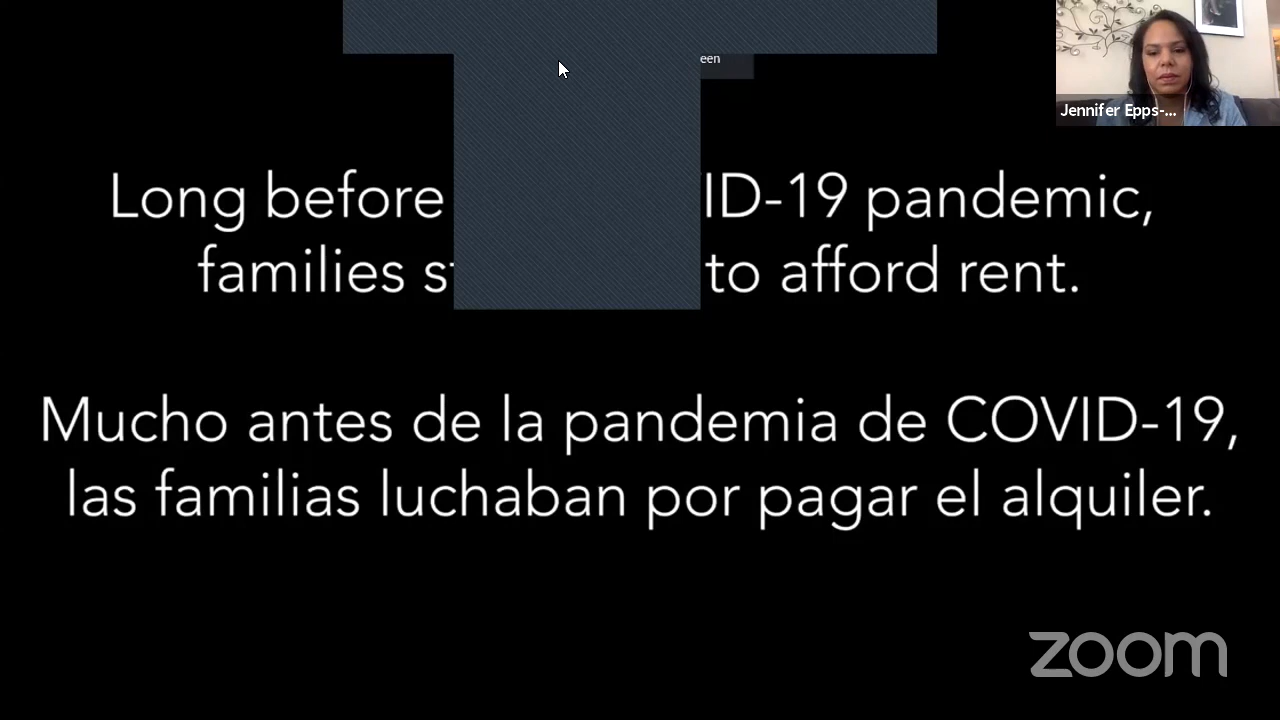 een
Jennifer Epps-...
Long before
ID-19 pandemic,
families st
to afford rent.
Mucho antes de la pandemia de COVID-19,
las familias luchaban por pagar el alquiler.
zoom